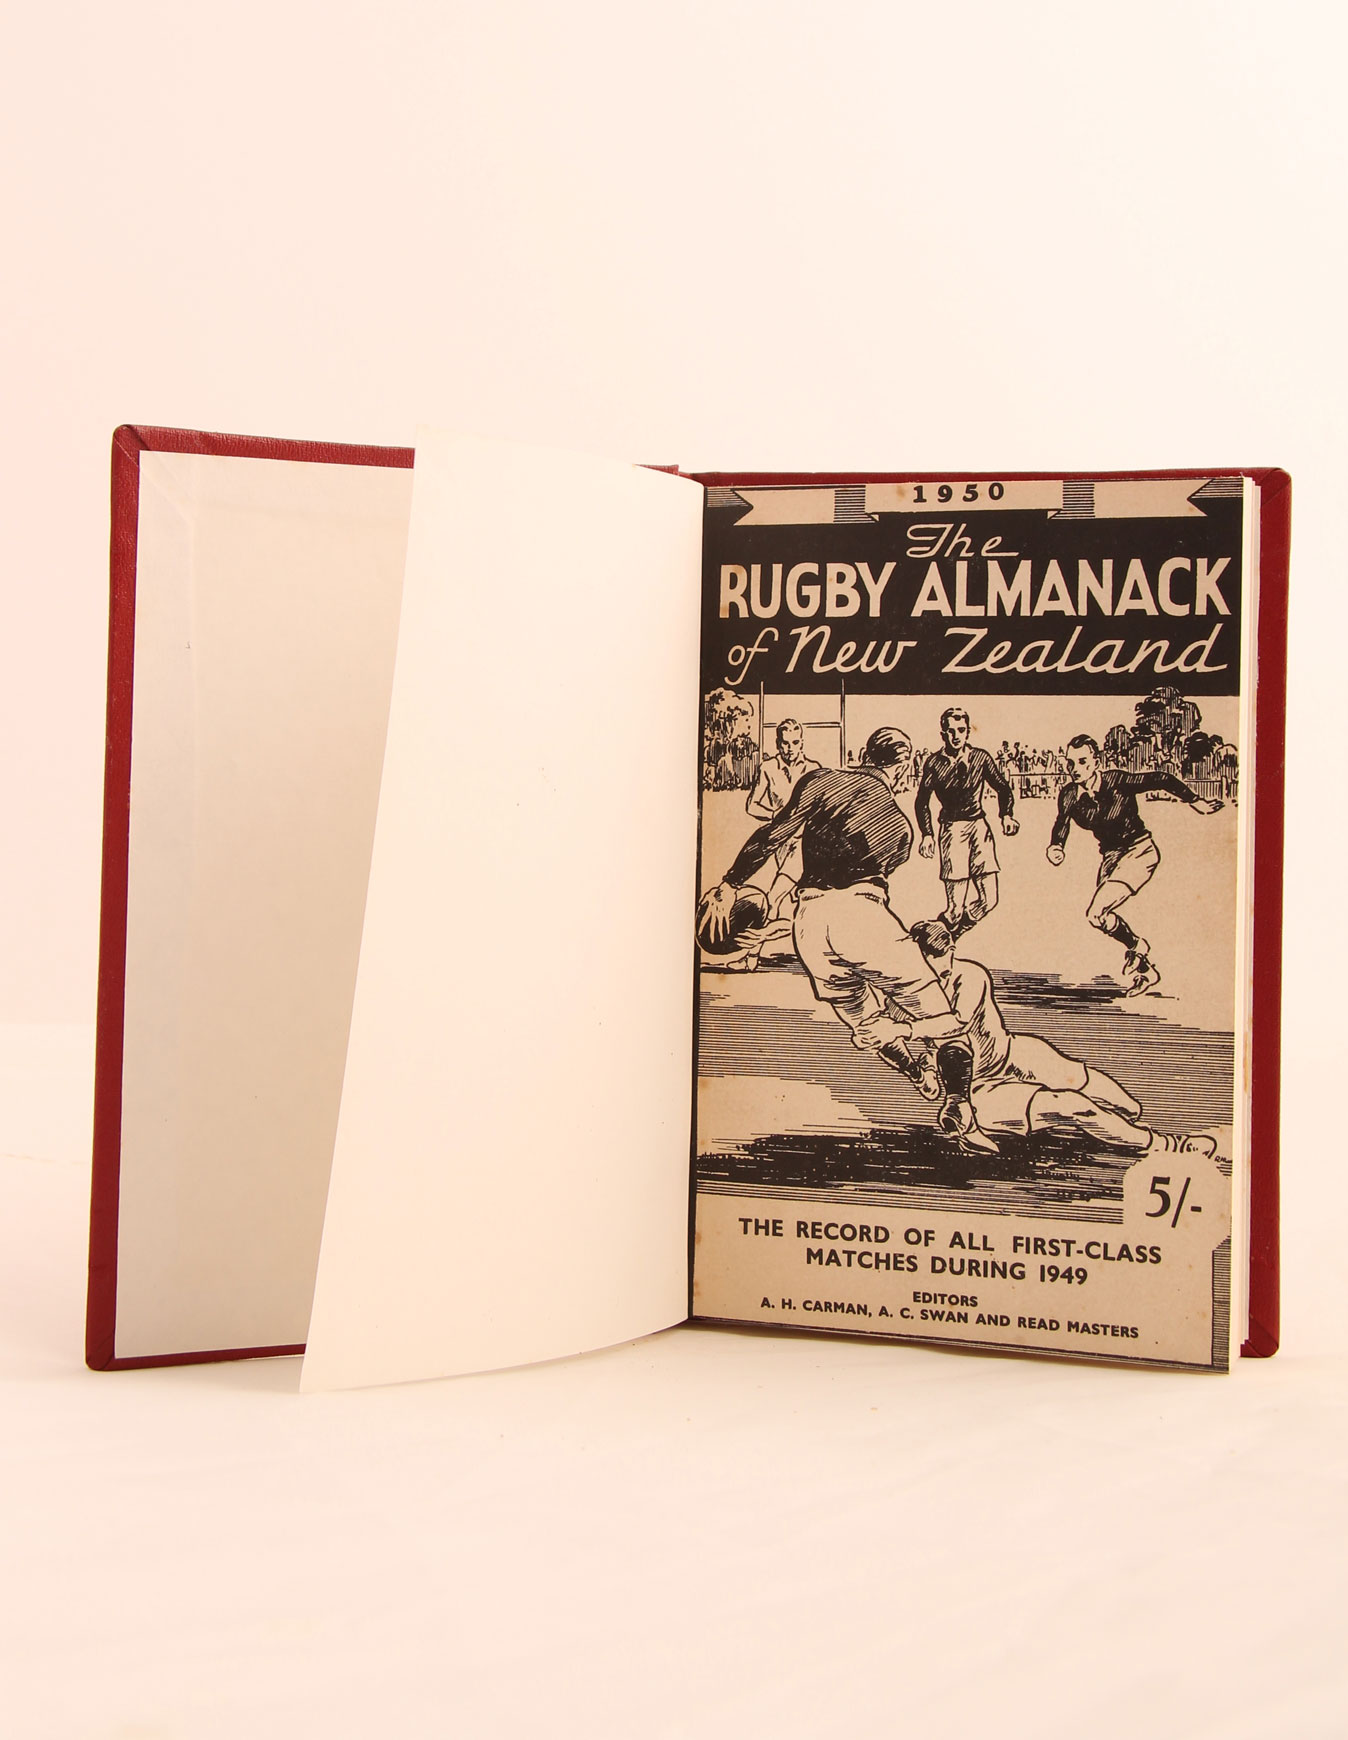 1950
The
RUGBY ALMANACK
of New Zealand
5/-
THE RECORD OF ALL FIRST-CLASS
MATCHES DURING 1949
EDITORS
A. H. CARMAN, A. C. SWAN AND READ MASTERS